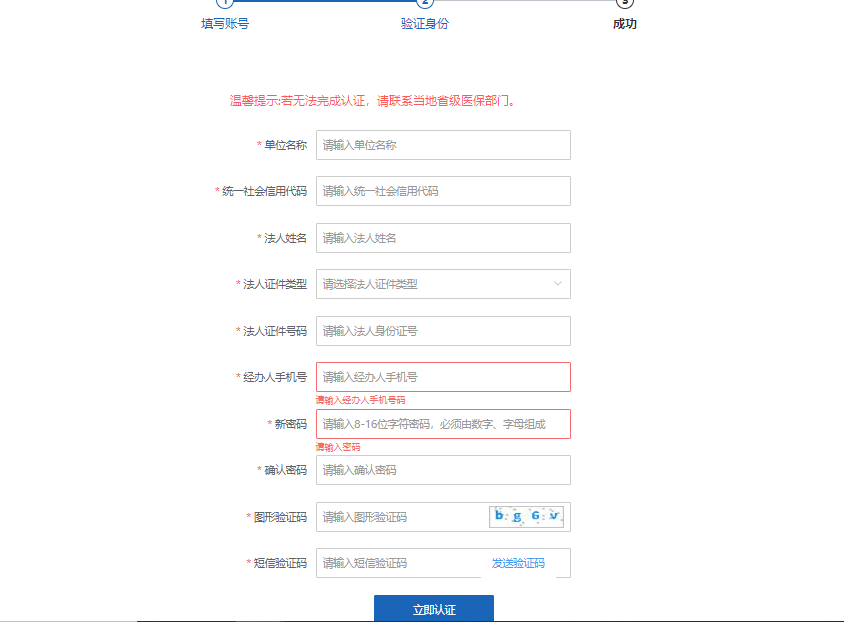 1 2 3
填写账号 验证身份 成功
温馨提示:若无法完成认证，请联系当地省级医保部门。
* 单位名称 请输入单位名称
* 统一社会信用代码 请输入统一社会信用代码
* 法人姓名 请输入法人姓名
* 法人证件类型 请选择法人证件类型
* 法人证件号码 请输入法人身份证号
* 经办人手机号 请输入经办人手机号
请输入经办人手机号码
* 新密码 请输入8-16位字符密码，必须由数字、字母组成
请输入密码
* 确认密码 请输入确认密码
* 图形验证码 请输入图形验证码 b g 6 v
* 短信验证码 请输入短信验证码 发送验证码
立即认证